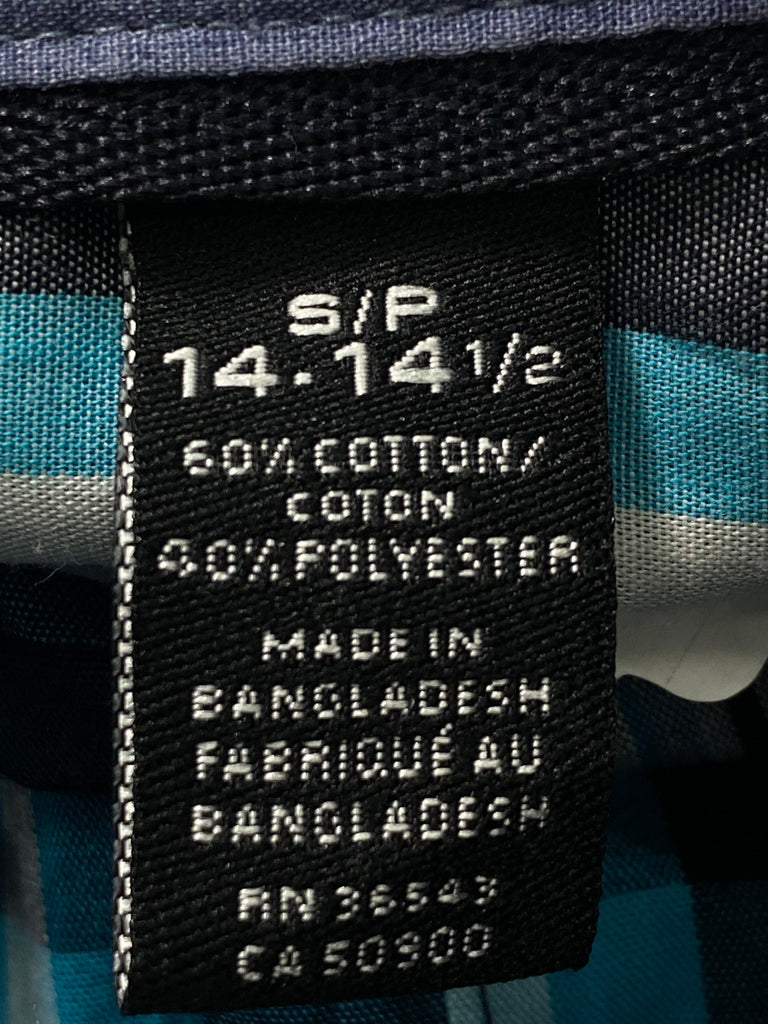 S/P
14·14 1/2
60% COTTON/
COTON
40% POLYESTER
MADE IN
BANGLADESH
FABRIQUÉ AU
BANGLADESH
RN 36543
CA 50900